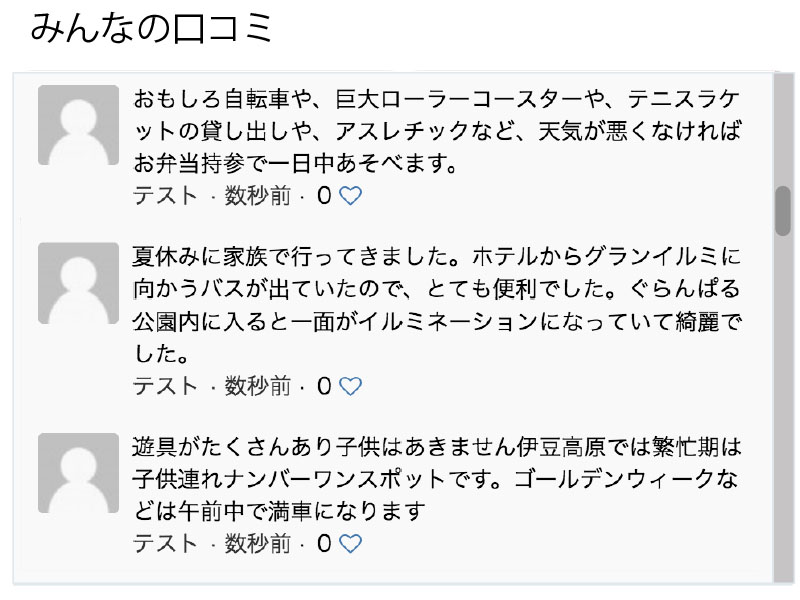 みんなの口コミ
おもしろ自転車や、巨大ローラーコースターや、テニスラケ
ットの貸し出しや、アスレチックなど、天気が悪くなければ
お弁当持参で一日中あそべます。
テスト · 数秒前 · 0 ♡
夏休みに家族で行ってきました。ホテルからグランイルミに
向かうバスが出ていたので、とても便利でした。ぐらんぱる
公園内に入ると一面がイルミネーションになっていて綺麗で
した。
テスト · 数秒前 · 0 ♡
遊具がたくさんあり子供はあきません伊豆高原では繁忙期は
子供連れナンバーワンスポットです。ゴールデンウィークな
どは午前中で満車になります
テスト · 数秒前 · 0 ♡